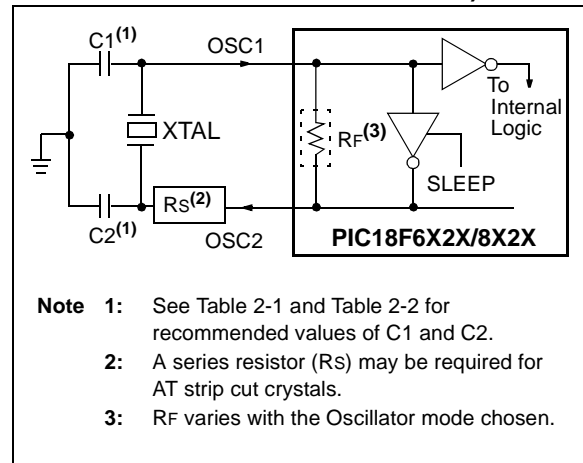 C1(1)
OSC1
To
Internal
Logic
XTAL
RF(3)
SLEEP
RS(2)
C2(1)
OSC2
PIC18F6X2X/8X2X
Note 1: See Table 2-1 and Table 2-2 for
recommended values of C1 and C2.
2: A series resistor (RS) may be required for
AT strip cut crystals.
3: RF varies with the Oscillator mode chosen.